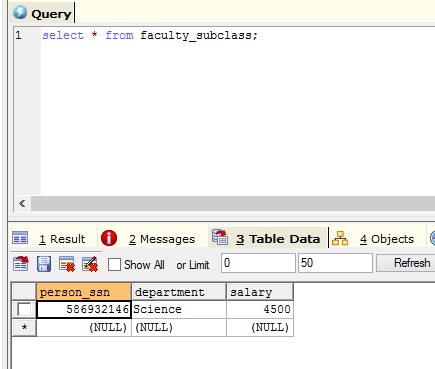 Query
1 select * from faculty_subclass;
1 Result 2 Messages 3 Table Data 4 Objects
Show All or Limit 0 50 Refresh
person_ssn department salary
586932146 Science 4500
* (NULL) (NULL) (NULL)